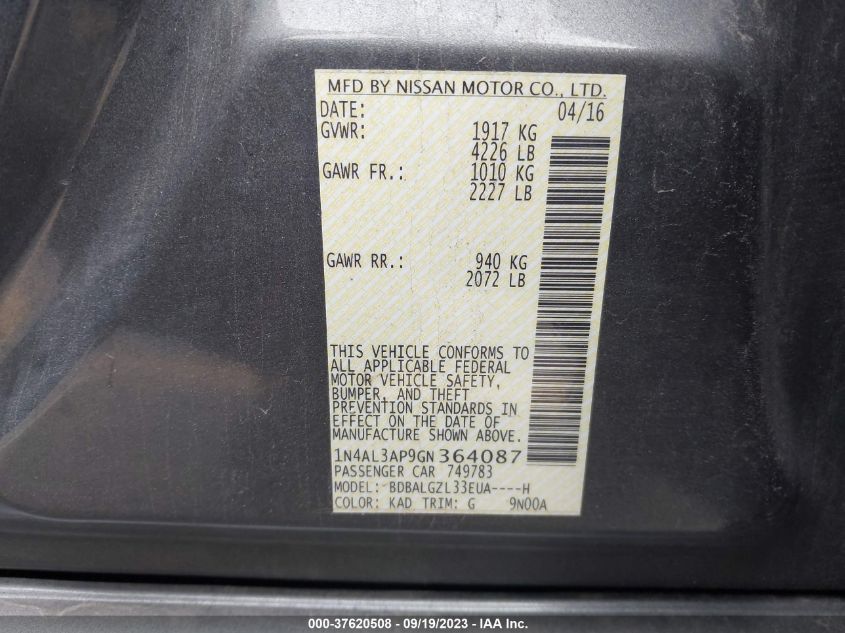 MFD BY NISSAN MOTOR CO., LTD.
DATE: 04/16
GVWR: 1917 KG
4226 LB
GAWR FR.: 1010 KG
2227 LB
GAWR RR.: 940 KG
2072 LB
THIS VEHICLE CONFORMS TO
ALL APPLICABLE FEDERAL
MOTOR VEHICLE SAFETY,
BUMPER, AND THEFT
PREVENTION STANDARDS IN
EFFECT ON THE DATE OF
MANUFACTURE SHOWN ABOVE.
1N4AL3AP9GN364087
PASSENGER CAR 749783
MODEL: BDBALGZL33EUA----H
COLOR: KAD TRIM: G 9N00A
000-37620508 - 09/19/2023 - IAA Inc.